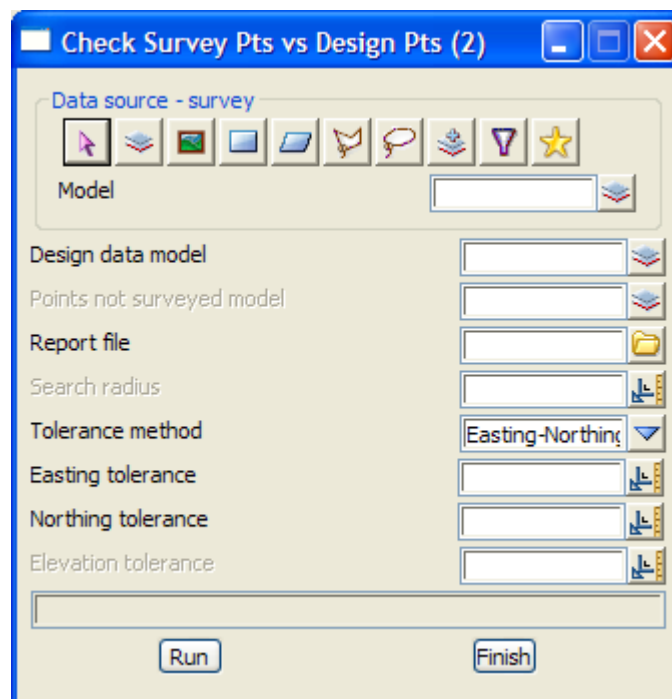 Check Survey Pts vs Design Pts (2)
Data source - survey
Model
Design data model
Points not surveyed model
Report file
Search radius
Tolerance method Easting-Northing
Easting tolerance
Northing tolerance
Elevation tolerance
Run Finish